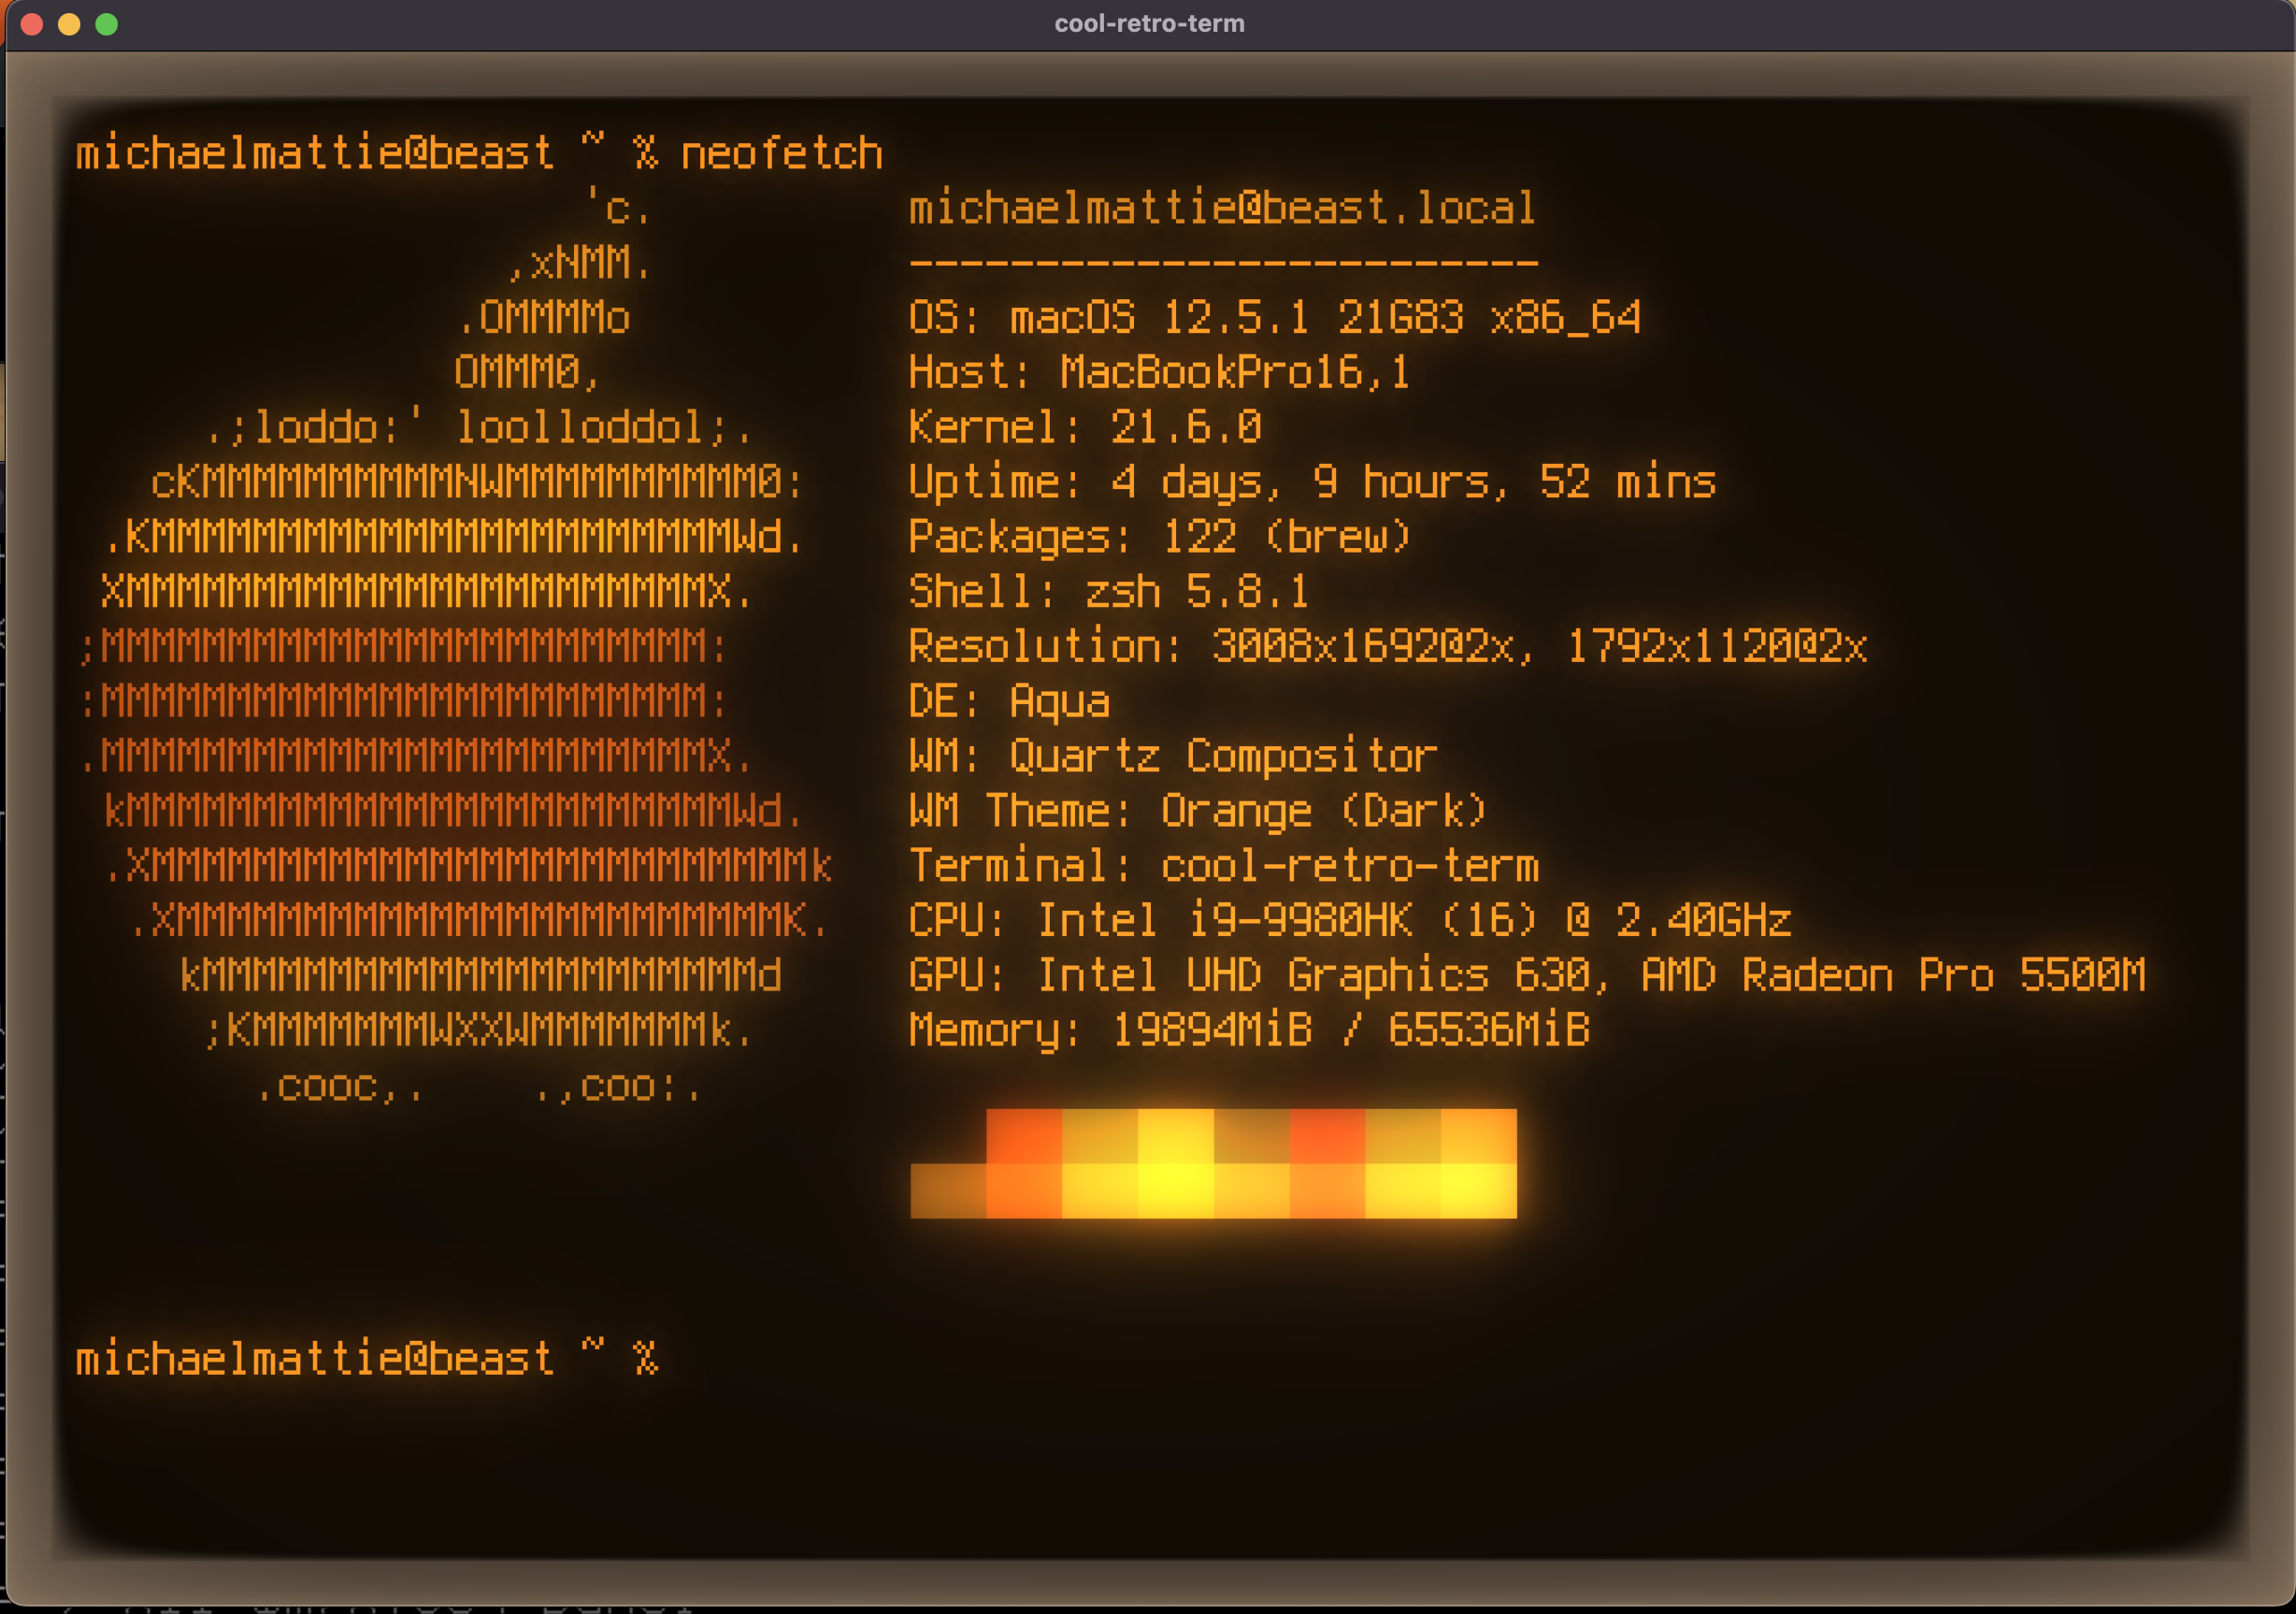 cool-retro-term
michaelmattie@beast ~ % neofetch
                    'c.          michaelmattie@beast.local
                 ,xNMM.          -------------------------
               .OMMMMo           OS: macOS 12.5.1 21G83 x86_64
               OMMM0,            Host: MacBookPro16,1
     .;loddo:' loolloddol;.      Kernel: 21.6.0
   cKMMMMMMMMMMNWMMMMMMMMMM0:    Uptime: 4 days, 9 hours, 52 mins
 .KMMMMMMMMMMMMMMMMMMMMMMMWd.    Packages: 122 (brew)
 XMMMMMMMMMMMMMMMMMMMMMMMX.      Shell: zsh 5.8.1
;MMMMMMMMMMMMMMMMMMMMMMMM:       Resolution: 3008x1692@2x, 1792x1120@2x
:MMMMMMMMMMMMMMMMMMMMMMMM:       DE: Aqua
.MMMMMMMMMMMMMMMMMMMMMMMMX.      WM: Quartz Compositor
 kMMMMMMMMMMMMMMMMMMMMMMMMWd.    WM Theme: Orange (Dark)
 .XMMMMMMMMMMMMMMMMMMMMMMMMMMk   Terminal: cool-retro-term
  .XMMMMMMMMMMMMMMMMMMMMMMMMK.   CPU: Intel i9-9980HK (16) @ 2.40GHz
    kMMMMMMMMMMMMMMMMMMMMMMd     GPU: Intel UHD Graphics 630, AMD Radeon Pro 5500M
     ;KMMMMMMMWXXWMMMMMMMk.      Memory: 19894MiB / 65536MiB
       .cooc,.    .,coo:.
michaelmattie@beast ~ %